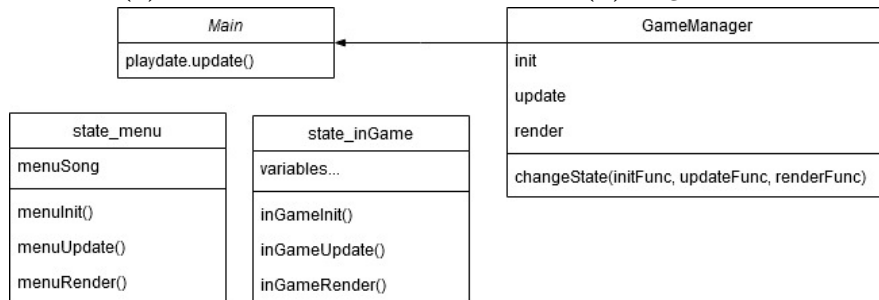 Main
playdate.update()
GameManager
init
update
render
changeState(initFunc, updateFunc, renderFunc)
state_menu
menuSong
menuInit()
menuUpdate()
menuRender()
state_inGame
variables...
inGameInit()
inGameUpdate()
inGameRender()